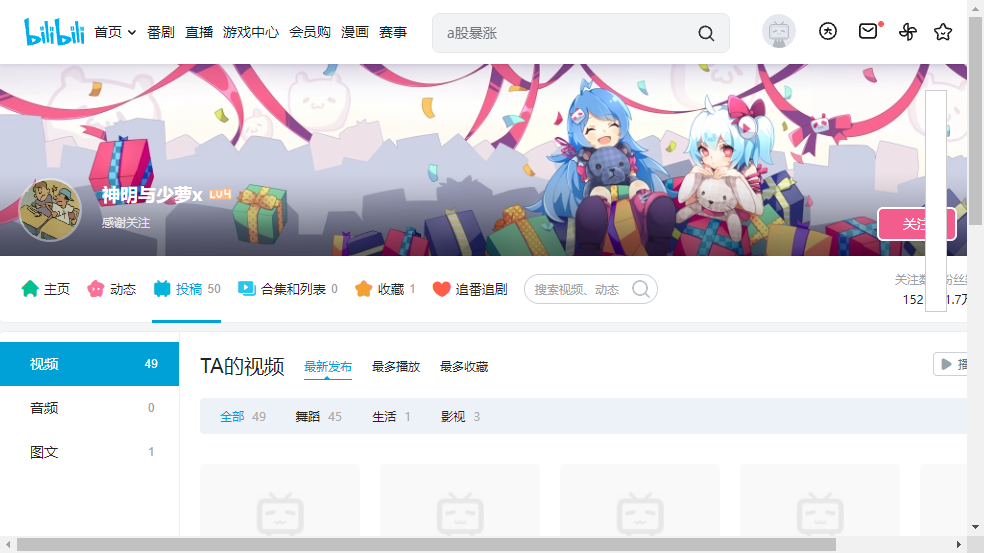 bilibili 首页 番剧 直播 游戏中心 会员购 漫画 赛事 a股暴涨
神明与少萝x LV4
感谢关注
关注
主页 动态 投稿 50 合集和列表 0 收藏 1 追番追剧 搜索视频、动态
关注数 粉丝数
152 1.7万
视频 49
音频 0
图文 1
TA的视频 最新发布 最多播放 最多收藏 播
全部 49 舞蹈 45 生活 1 影视 3